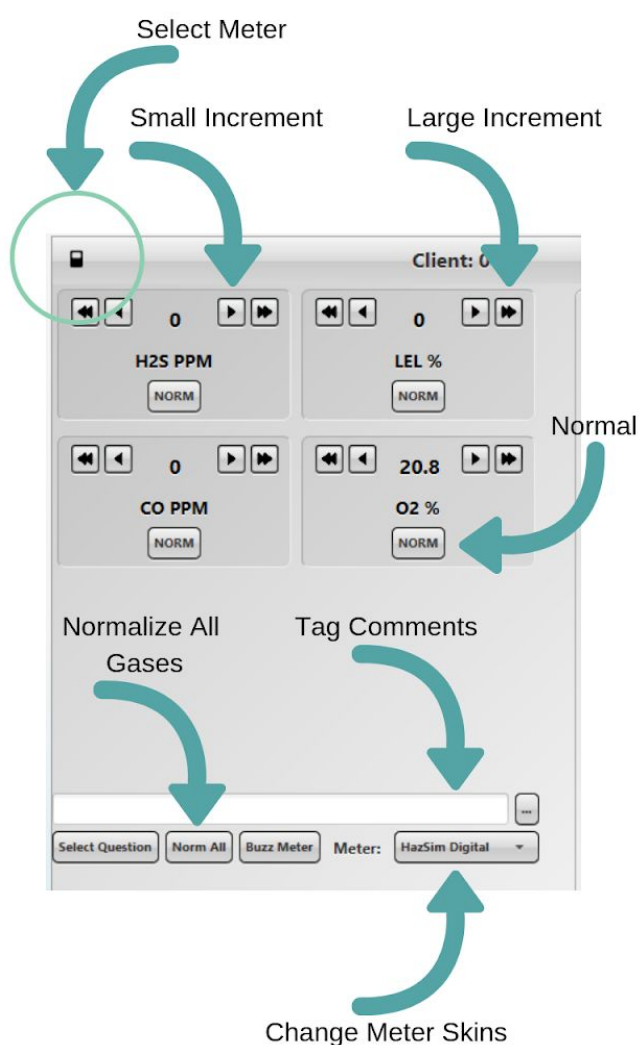 Select Meter
Small Increment
Large Increment
Client: 0
0
0
H2S PPM
LEL %
NORM
NORM
Normal
0
20.8
CO PPM
O2 %
NORM
NORM
Normalize All
Gases
Tag Comments
...
Select Question
Norm All
Buzz Meter
Meter:
HazSim Digital
Change Meter Skins